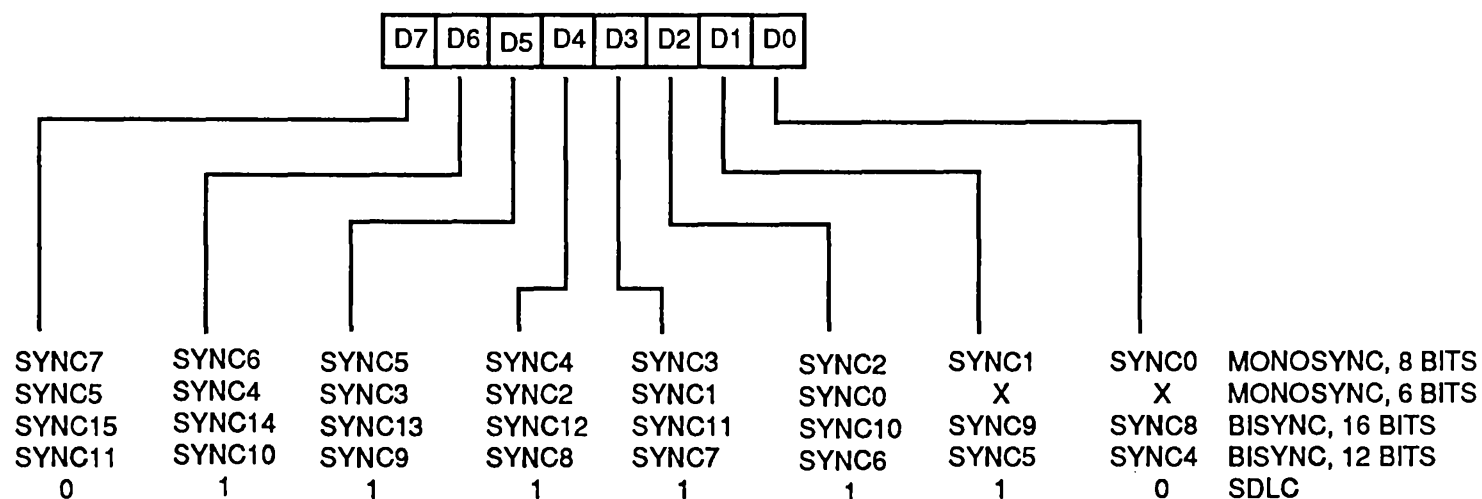 D7 D6 D5 D4 D3 D2 D1 D0
SYNC7 SYNC6 SYNC5 SYNC4 SYNC3 SYNC2 SYNC1 SYNC0 MONOSYNC, 8 BITS
SYNC5 SYNC4 SYNC3 SYNC2 SYNC1 SYNC0 X X MONOSYNC, 6 BITS
SYNC15 SYNC14 SYNC13 SYNC12 SYNC11 SYNC10 SYNC9 SYNC8 BISYNC, 16 BITS
SYNC11 SYNC10 SYNC9 SYNC8 SYNC7 SYNC6 SYNC5 SYNC4 BISYNC, 12 BITS
0 1 1 1 1 1 1 0 SDLC